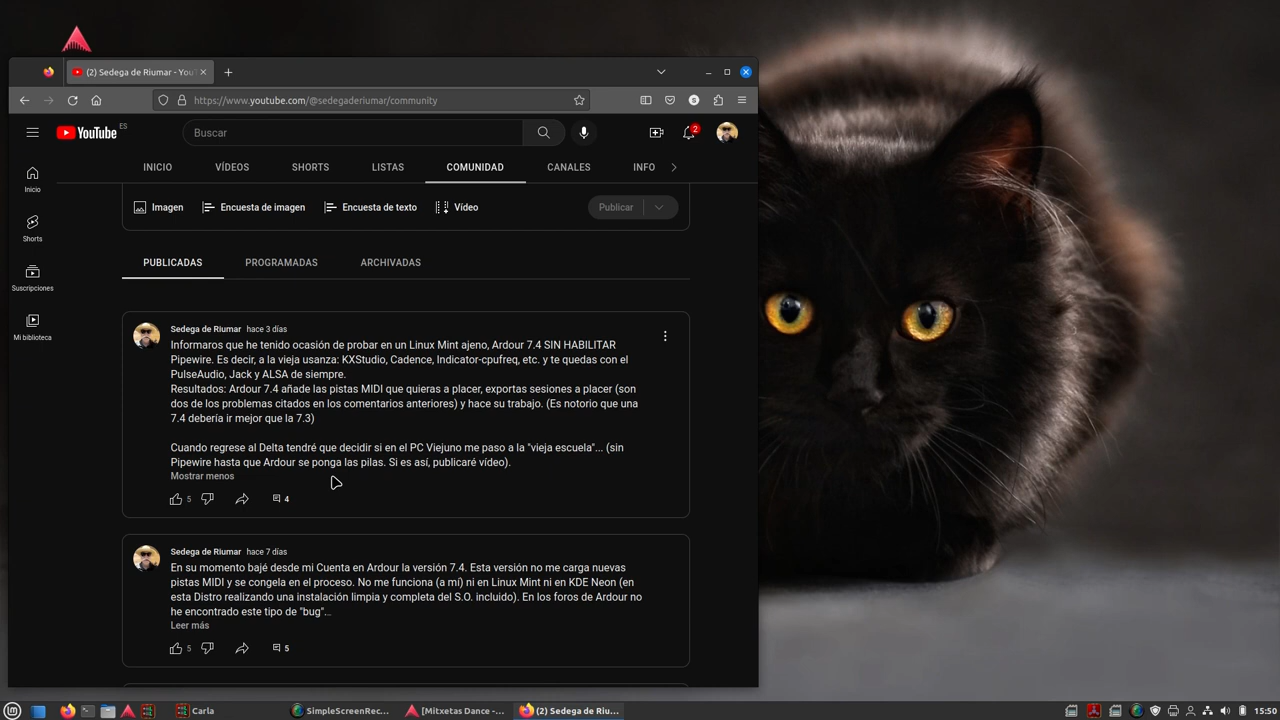 (2) Sedega de Riumar - YouT
https://www.youtube.com/@sedegaderiumar/community
YouTube ES
Buscar
2
INICIO
VÍDEOS
SHORTS
LISTAS
COMUNIDAD
CANALES
INFO
Inicio
Shorts
Suscripciones
Mi biblioteca
Imagen
Encuesta de imagen
Encuesta de texto
Vídeo
Publicar
PUBLICADAS
PROGRAMADAS
ARCHIVADAS
Sedega de Riumar hace 3 días
Informaros que he tenido ocasión de probar en un Linux Mint ajeno, Ardour 7.4 SIN HABILITAR
Pipewire. Es decir, a la vieja usanza: KXStudio, Cadence, Indicator-cpufreq, etc. y te quedas con el
PulseAudio, Jack y ALSA de siempre.
Resultados: Ardour 7.4 añade las pistas MIDI que quieras a placer, exportas sesiones a placer (son
dos de los problemas citados en los comentarios anteriores) y hace su trabajo. (Es notorio que una
7.4 debería ir mejor que la 7.3)
Cuando regrese al Delta tendré que decidir si en el PC Viejuno me paso a la "vieja escuela"... (sin
Pipewire hasta que Ardour se ponga las pilas. Si es así, publicaré vídeo).
Mostrar menos
5
4
Sedega de Riumar hace 7 días
En su momento bajé desde mi Cuenta en Ardour la versión 7.4. Esta versión no me carga nuevas
pistas MIDI y se congela en el proceso. No me funciona (a mí) ni en Linux Mint ni en KDE Neon (en
esta Distro realizando una instalación limpia y completa del S.O. incluido). En los foros de Ardour no
he encontrado este tipo de "bug"...
Leer más
5
5
Carla
SimpleScreenRec...
[Mitxetas Dance -...
(2) Sedega de Riu...
15:50